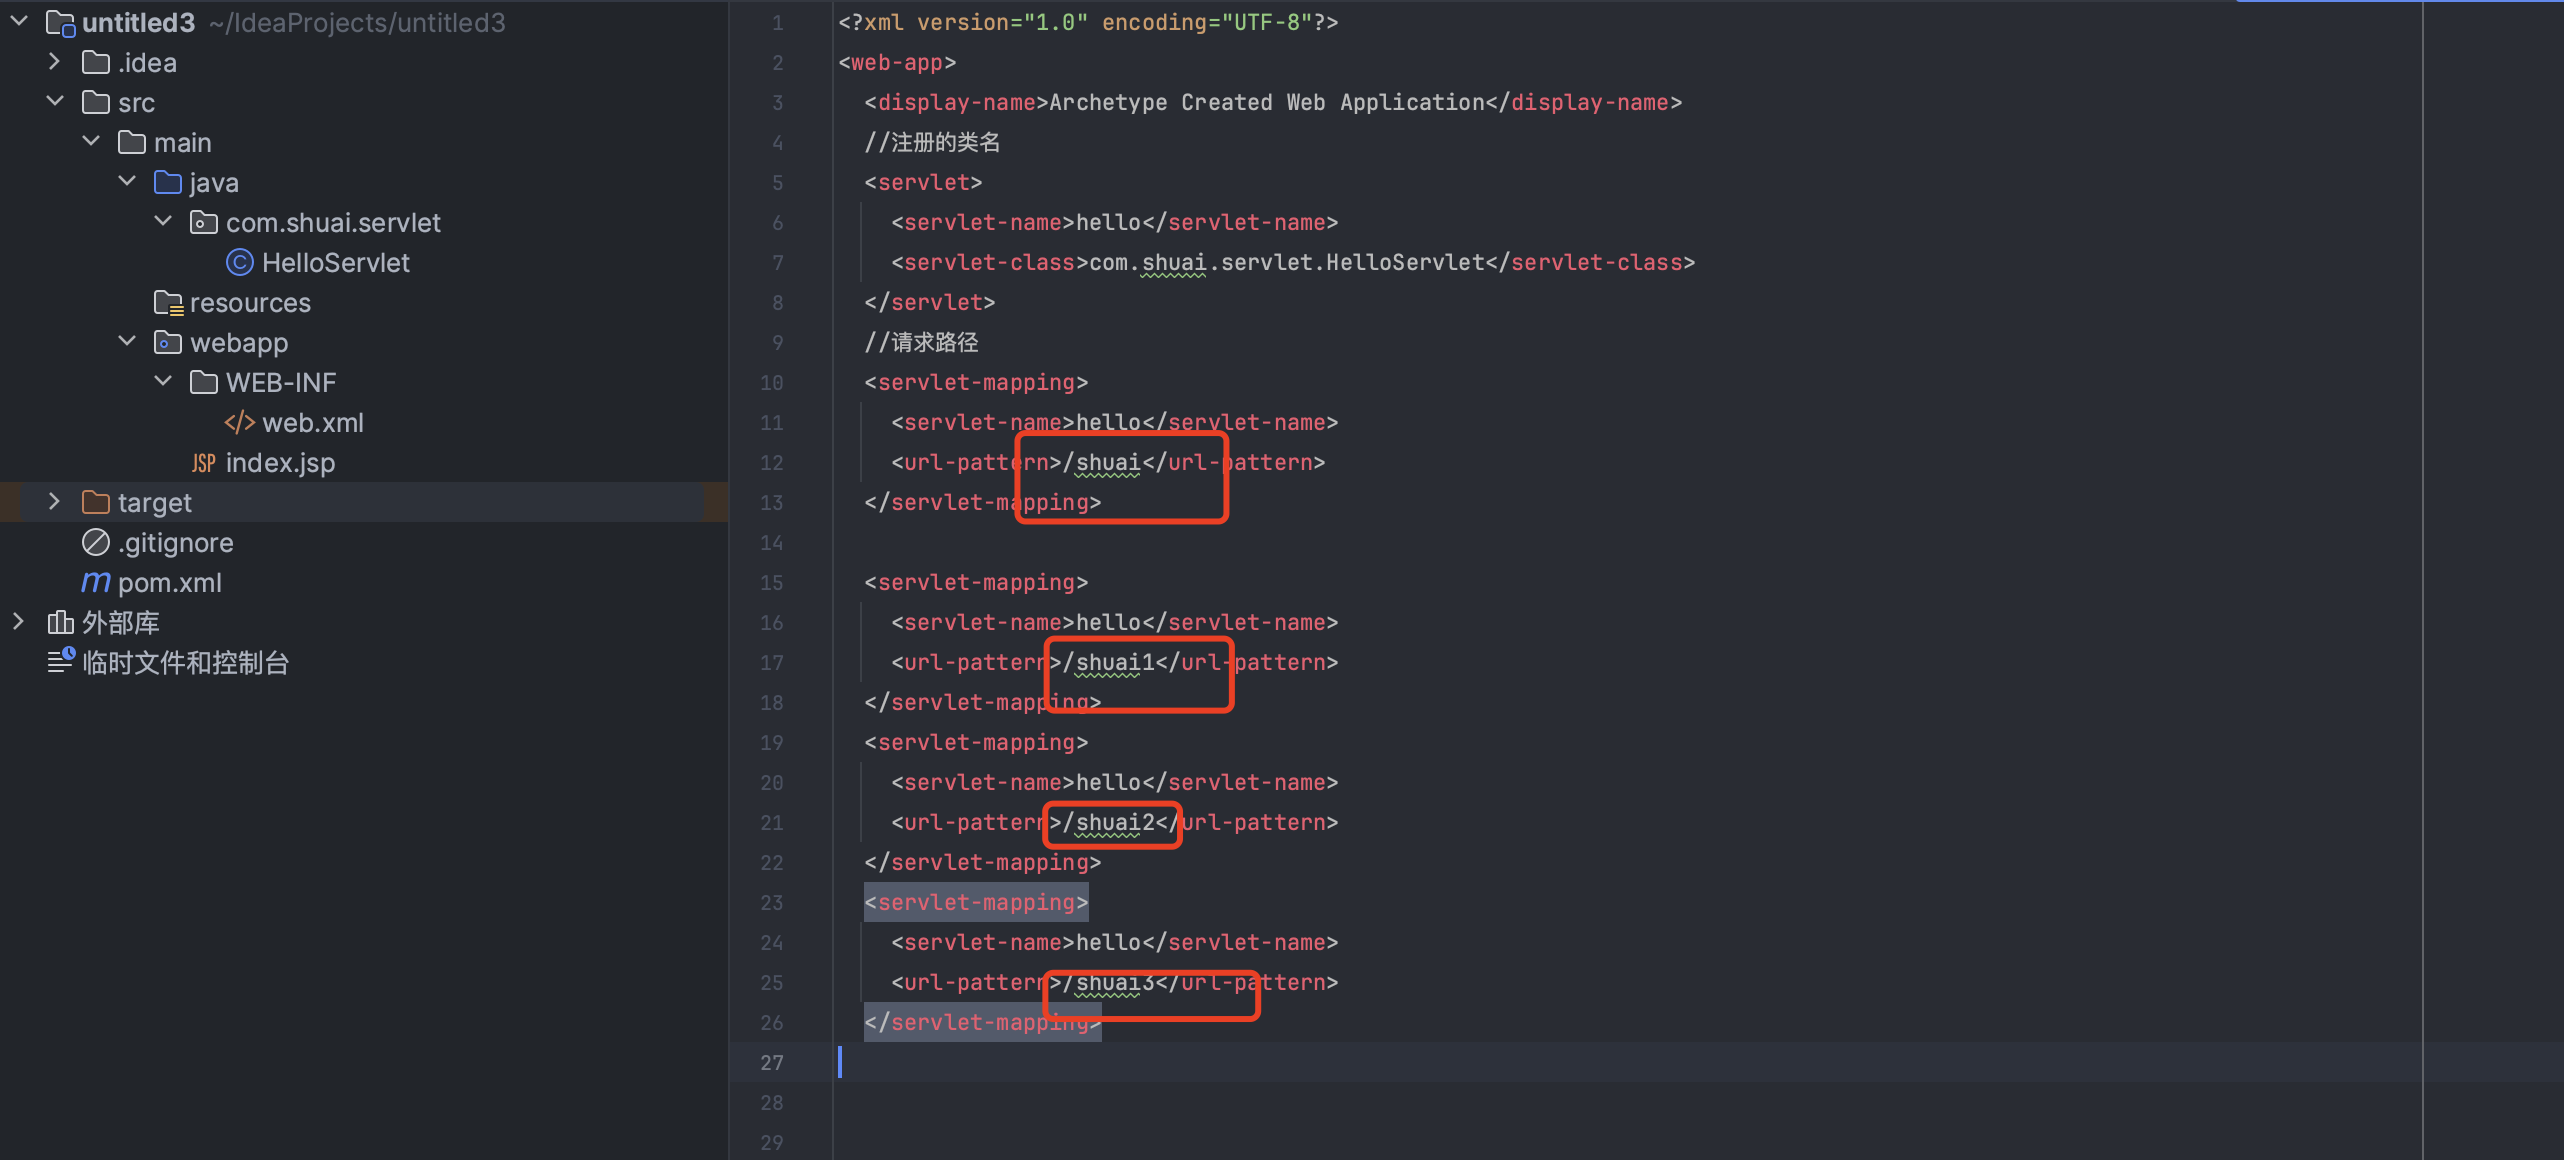 untitled3 ~/IdeaProjects/untitled3
.idea
src
main
java
com.shuai.servlet
HelloServlet
resources
webapp
WEB-INF
</> web.xml
JSP index.jsp
target
.gitignore
m pom.xml
外部库
临时文件和控制台
1 <?xml version="1.0" encoding="UTF-8"?>
2 <web-app>
3 <display-name>Archetype Created Web Application</display-name>
4 //注册的类名
5 <servlet>
6 <servlet-name>hello</servlet-name>
7 <servlet-class>com.shuai.servlet.HelloServlet</servlet-class>
8 </servlet>
9 //请求路径
10 <servlet-mapping>
11 <servlet-name>hello</servlet-name>
12 <url-pattern>/shuai</url-pattern>
13 </servlet-mapping>
14
15 <servlet-mapping>
16 <servlet-name>hello</servlet-name>
17 <url-pattern>/shuai1</url-pattern>
18 </servlet-mapping>
19 <servlet-mapping>
20 <servlet-name>hello</servlet-name>
21 <url-pattern>/shuai2</url-pattern>
22 </servlet-mapping>
23 <servlet-mapping>
24 <servlet-name>hello</servlet-name>
25 <url-pattern>/shuai3</url-pattern>
26 </servlet-mapping>
27
28
29